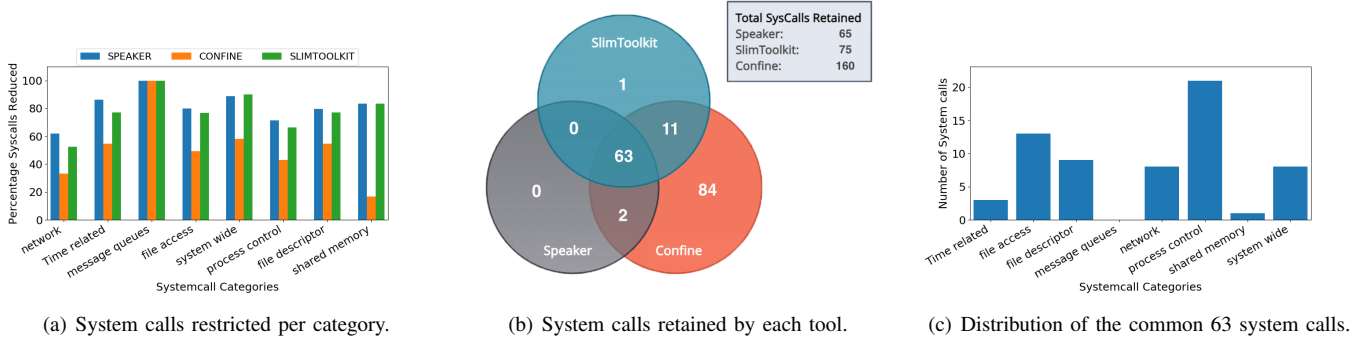 SPEAKER CONFINE SLIMTOOLKIT
Percentage Syscalls Reduced
100
80
60
40
20
0
network
Time related
message queues
file access
system wide
process control
file descriptor
shared memory
Systemcall Categories
(a) System calls restricted per category.
Total SysCalls Retained
Speaker: 65
SlimToolkit: 75
Confine: 160
SlimToolkit
1
0
11
63
0
84
2
Speaker
Confine
(b) System calls retained by each tool.
Number of System calls
20
15
10
5
0
Time related
file access
file descriptor
message queues
network
process control
shared memory
system wide
Systemcall Categories
(c) Distribution of the common 63 system calls.